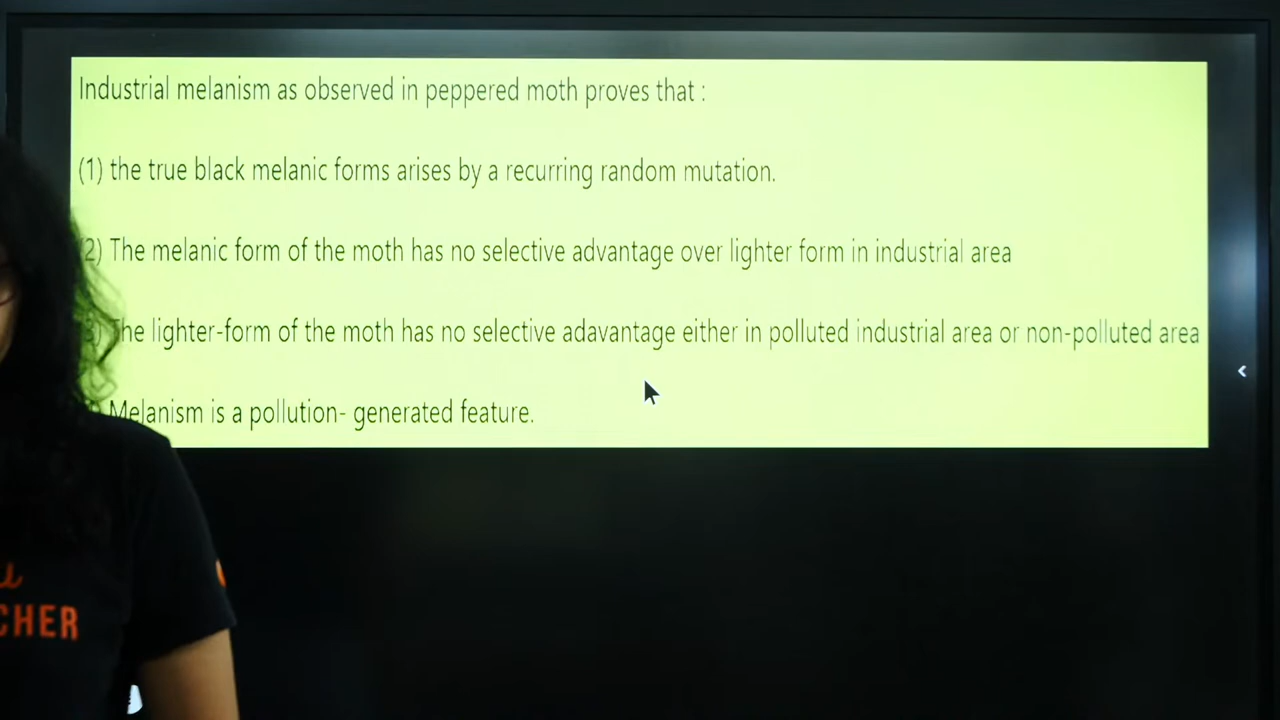 Industrial melanism as observed in peppered moth proves that :
(1) the true black melanic forms arises by a recurring random mutation.
2) The melanic form of the moth has no selective advantage over lighter form in industrial area
3) The lighter-form of the moth has no selective adavantage either in polluted industrial area or non-polluted area
Melanism is a pollution- generated feature.
CHER